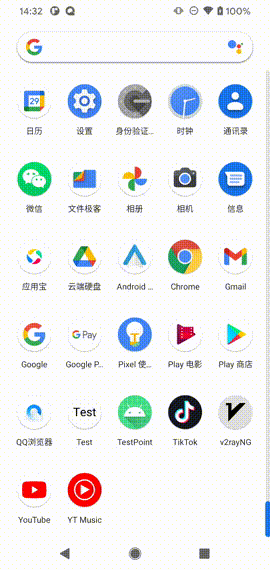 14:32
100%
日历 设置 身份验证... 时钟 通讯录
微信 文件极客 相册 相机 信息
应用宝 云端硬盘 Android ... Chrome Gmail
Google Google P... Pixel 使... Play 电影 Play 商店
QQ浏览器 Test TestPoint TikTok v2rayNG
YouTube YT Music
29
G Pay
Test